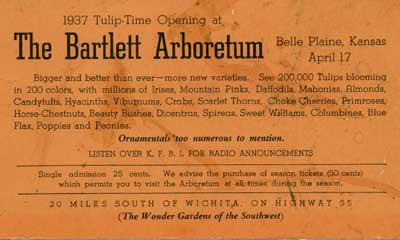 1937 Tulip-Time Opening at
The Bartlett Arboretum
Belle Plaine, Kansas
April 17
Bigger and better than ever—more new varieties. See 200,000 Tulips blooming
in 200 colors, with millions of Irises, Mountain Pinks, Daffodils, Mahonias, Almonds,
Candytufts, Hyacinths, Viburnums, Crabs, Scarlet Thorns, Choke Cherries, Primroses,
Horse-Chestnuts, Beauty Bushes, Dicentras, Spireas, Sweet Williams, Columbines, Blue
Flax, Poppies and Peonies.
Ornamentals too numerous to mention.
LISTEN OVER K. F. B. I. FOR RADIO ANNOUNCEMENTS
Single admission 25 cents. We advise the purchase of season tickets (50 cents)
which permits you to visit the Arboretum at all times during the season.
20 MILES SOUTH OF WICHITA, ON HIGHWAY 55
(The Wonder Gardens of the Southwest)